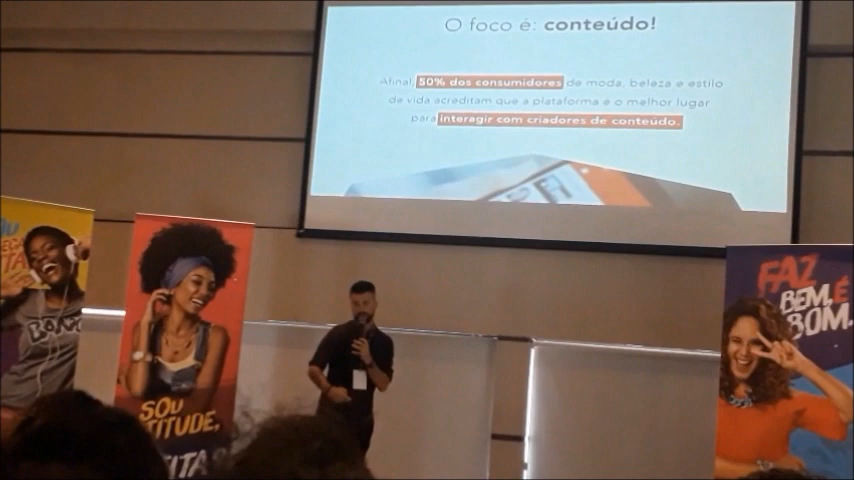 O foco é: conteúdo!
Afinal, 50% dos consumidores de moda, beleza e estilo
de vida acreditam que a plataforma é o melhor lugar
para interagir com criadores de conteúdo.
SOU
TITUDE,
FAZ
BEM, É
BOM.